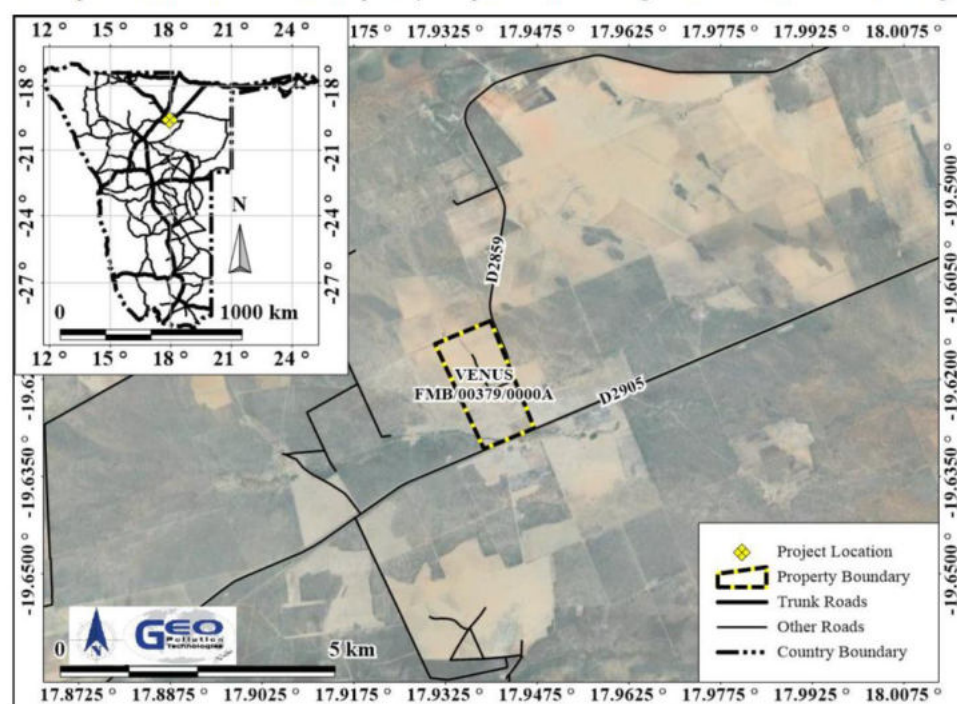 12° 15° 18° 21° 24°
175° 17.9325° 17.9475° 17.9625° 17.9775° 17.9925° 18.0075°
-18° -18°
-21° -21°
-24° -24°
-27° -27°
N
0 1000 km
12° 15° 18° 21° 24°
-19.5900°
-19.6050°
-19.6200°
-19.6350° -19.6350°
-19.6500° -19.6500°
D2859
VENUS
FMB/00379/0000A
D2905
Project Location
Property Boundary
Trunk Roads
Other Roads
Country Boundary
N
GEO
Pollution
Technologies
0 5 km
17.8725° 17.8875° 17.9025° 17.9175° 17.9325° 17.9475° 17.9625° 17.9775° 17.9925° 18.0075°